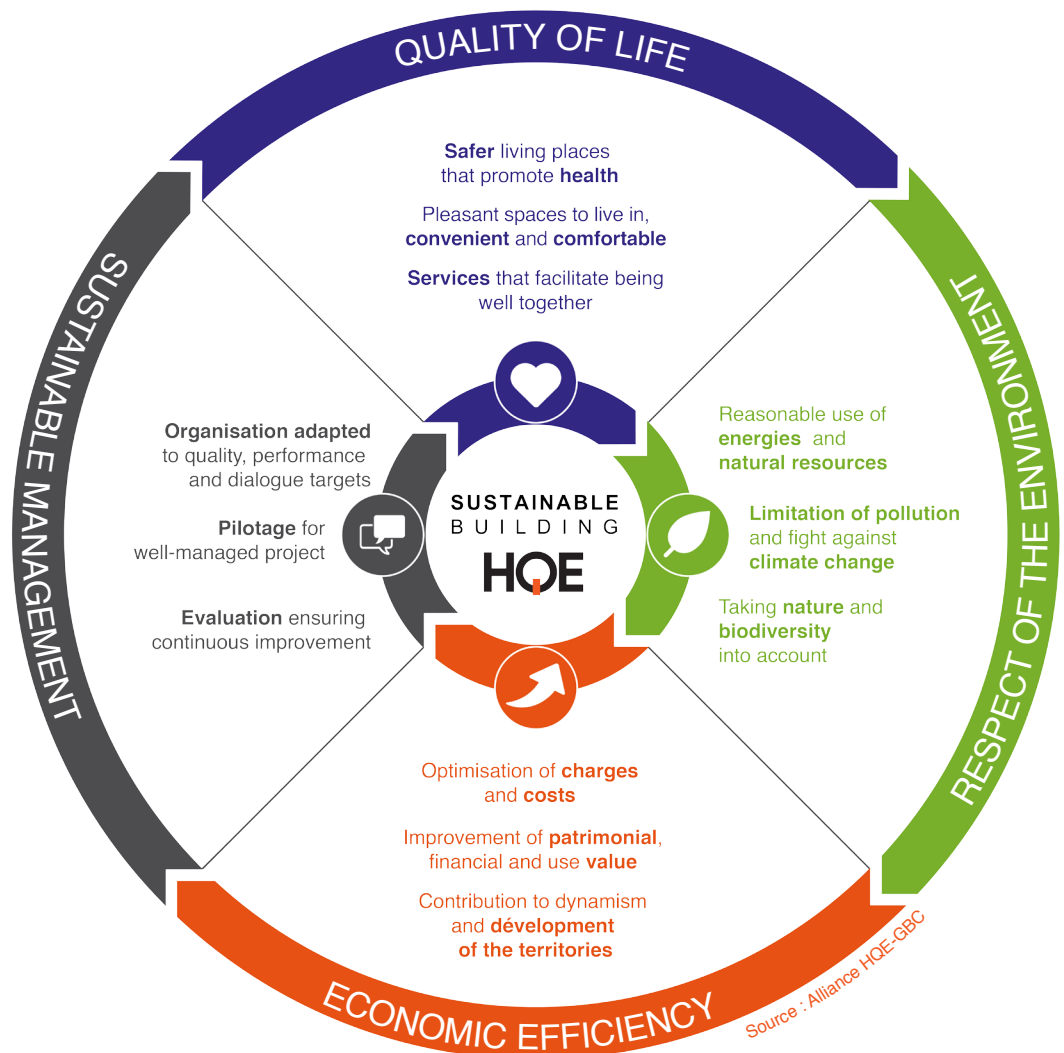 QUALITY OF LIFE
Safer living places
that promote health
Pleasant spaces to live in,
convenient and comfortable
Services that facilitate being
well together
RESPECT OF THE ENVIRONMENT
Reasonable use of
energies and
natural resources
Limitation of pollution
and fight against
climate change
Taking nature and
biodiversity
into account
SUSTAINABLE MANAGEMENT
Organisation adapted
to quality, performance
and dialogue targets
Pilotage for
well-managed project
Evaluation ensuring
continuous improvement
SUSTAINABLE
BUILDING
HQE
Optimisation of charges
and costs
Improvement of patrimonial,
financial and use value
Contribution to dynamism
and dévelopment
of the territories
ECONOMIC EFFICIENCY
Source : Alliance HQE-GBC